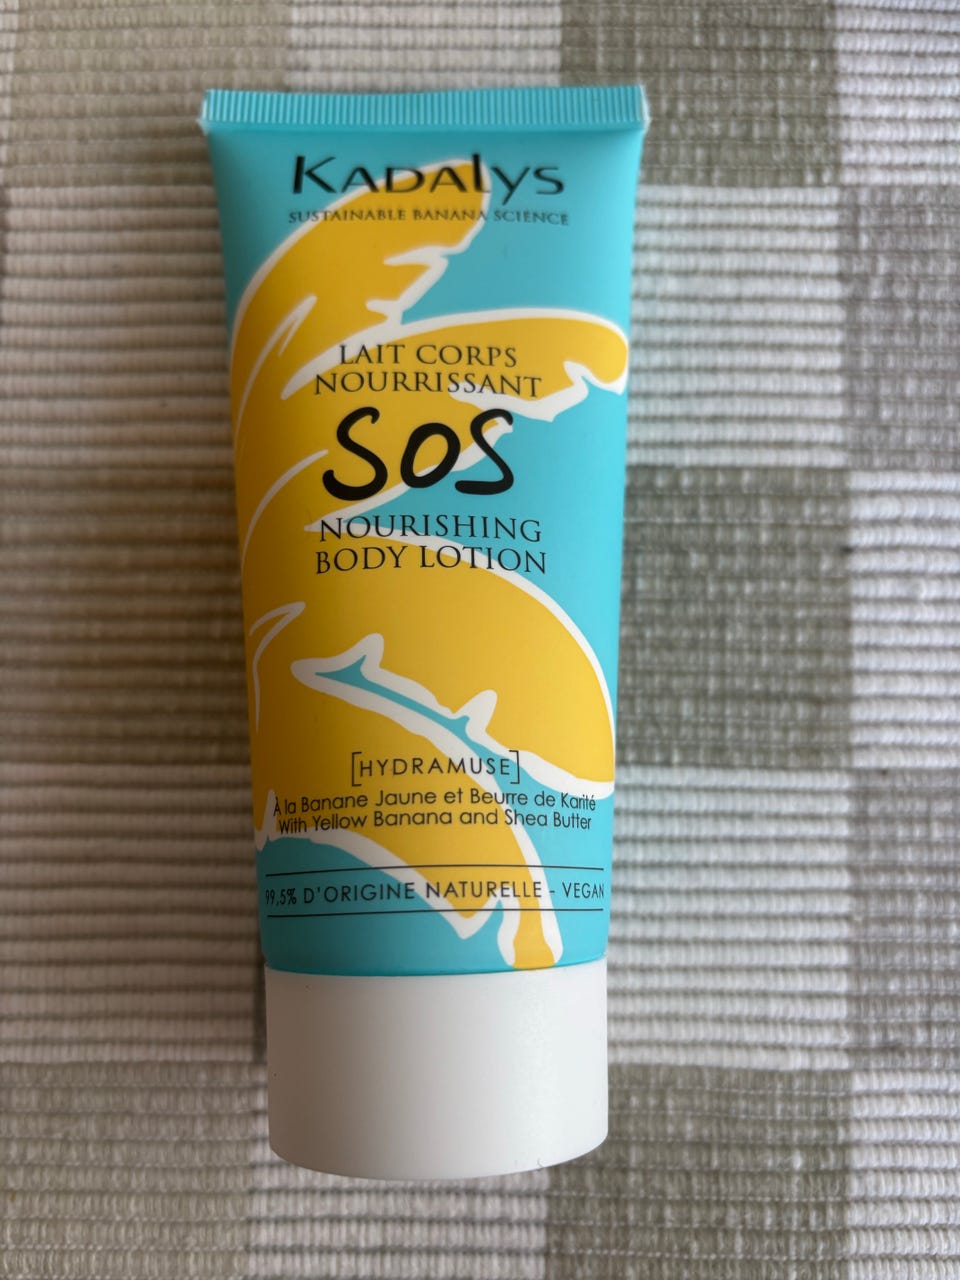 KADALYS
SUSTAINABLE BANANA SCIENCE
LAIT CORPS
NOURRISSANT
SOS
NOURISHING
BODY LOTION
[HYDRAMUSE]
À la Banane Jaune et Beurre de Karité
With Yellow Banana and Shea Butter
99,5% D'ORIGINE NATURELLE - VEGAN